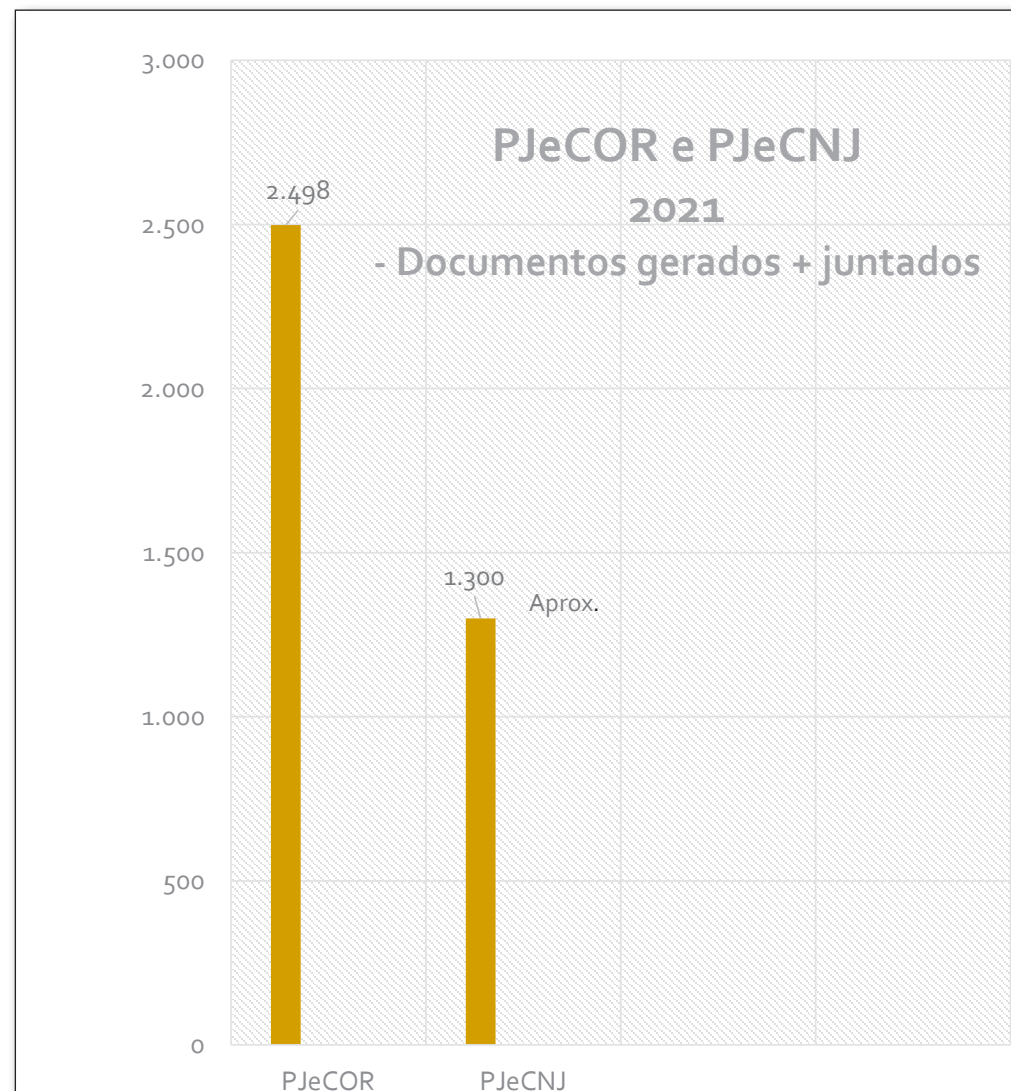 3.000
PJeCOR e PJeCNJ
2021
- Documentos gerados + juntados
2.498
2.500
2.000
1.500
1.300
Aprox.
1.000
500
0
PJeCOR
PJeCNJ